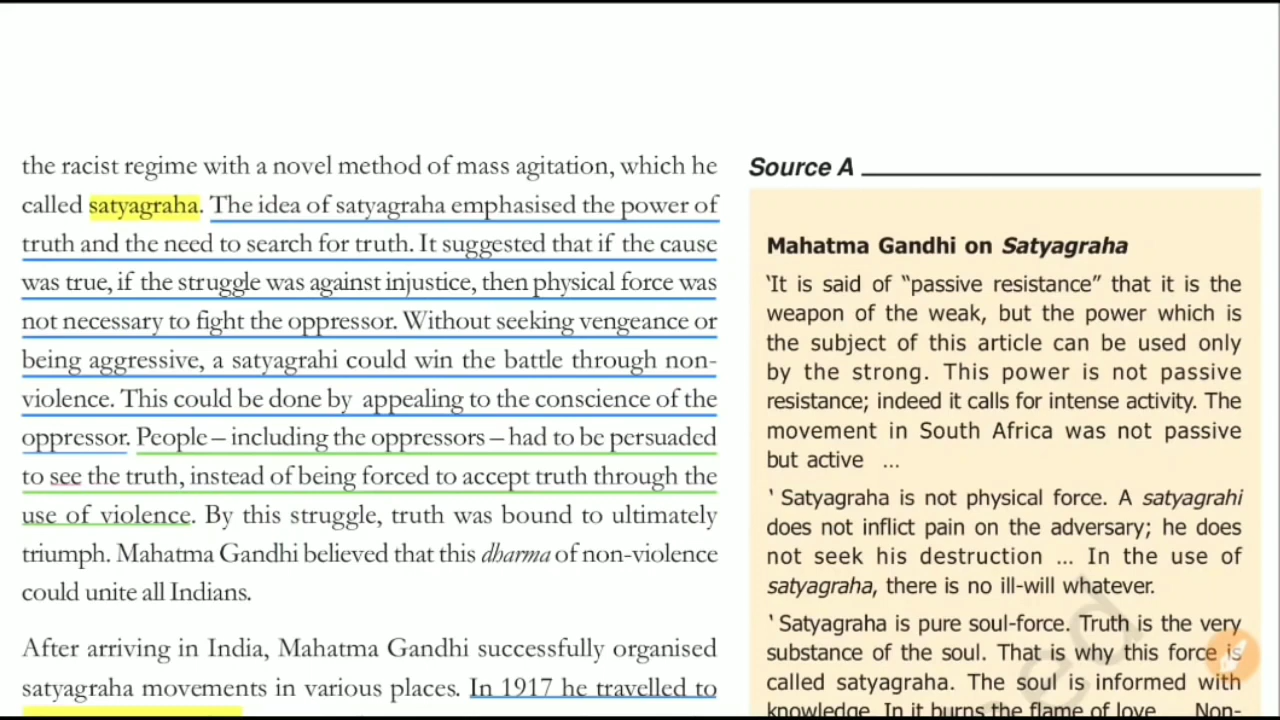 the racist regime with a novel method of mass agitation, which he
called satyagraha. The idea of satyagraha emphasised the power of
truth and the need to search for truth. It suggested that if the cause
was true, if the struggle was against injustice, then physical force was
not necessary to fight the oppressor. Without seeking vengeance or
being aggressive, a satyagrahi could win the battle through non-
violence. This could be done by appealing to the conscience of the
oppressor. People – including the oppressors – had to be persuaded
to see the truth, instead of being forced to accept truth through the
use of violence. By this struggle, truth was bound to ultimately
triumph. Mahatma Gandhi believed that this dharma of non-violence
could unite all Indians.
After arriving in India, Mahatma Gandhi successfully organised
satyagraha movements in various places. In 1917 he travelled to
Source A
Mahatma Gandhi on Satyagraha
‘It is said of “passive resistance” that it is the
weapon of the weak, but the power which is
the subject of this article can be used only
by the strong. This power is not passive
resistance; indeed it calls for intense activity. The
movement in South Africa was not passive
but active ...
‘ Satyagraha is not physical force. A satyagrahi
does not inflict pain on the adversary; he does
not seek his destruction ... In the use of
satyagraha, there is no ill-will whatever.
‘ Satyagraha is pure soul-force. Truth is the very
substance of the soul. That is why this force is
called satyagraha. The soul is informed with
knowledge. In it burns the flame of love. ... Non-